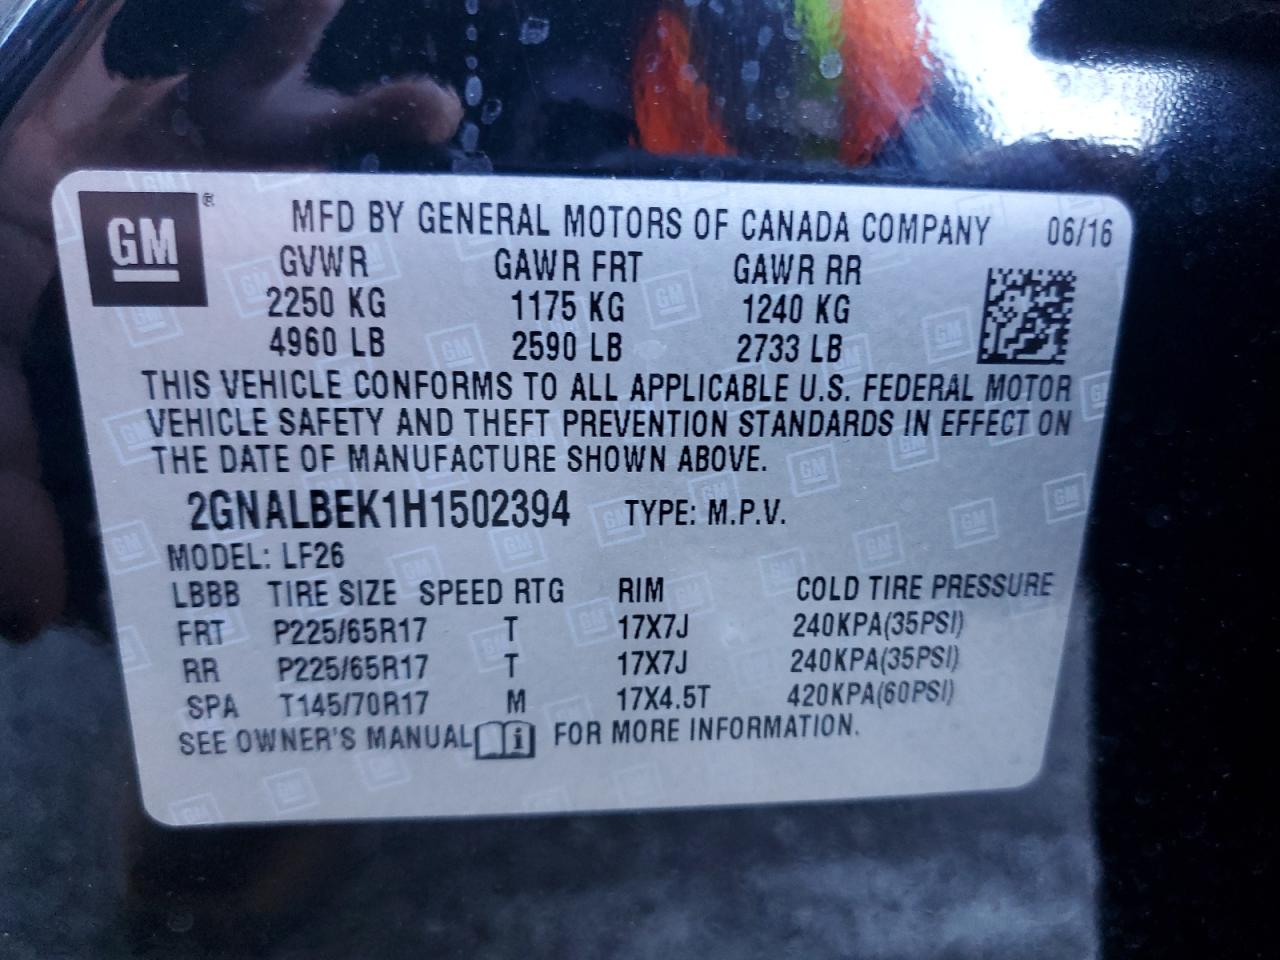 GM ® MFD BY GENERAL MOTORS OF CANADA COMPANY 06/16
GVWR GAWR FRT GAWR RR
2250 KG 1175 KG 1240 KG
4960 LB 2590 LB 2733 LB
THIS VEHICLE CONFORMS TO ALL APPLICABLE U.S. FEDERAL MOTOR
VEHICLE SAFETY AND THEFT PREVENTION STANDARDS IN EFFECT ON
THE DATE OF MANUFACTURE SHOWN ABOVE.
2GNALBEK1H1502394 TYPE: M.P.V.
MODEL: LF26
LBBB TIRE SIZE SPEED RTG RIM COLD TIRE PRESSURE
FRT P225/65R17 T 17X7J 240KPA(35PSI)
RR P225/65R17 T 17X7J 240KPA(35PSI)
SPA T145/70R17 M 17X4.5T 420KPA(60PSI)
SEE OWNER'S MANUAL i FOR MORE INFORMATION.